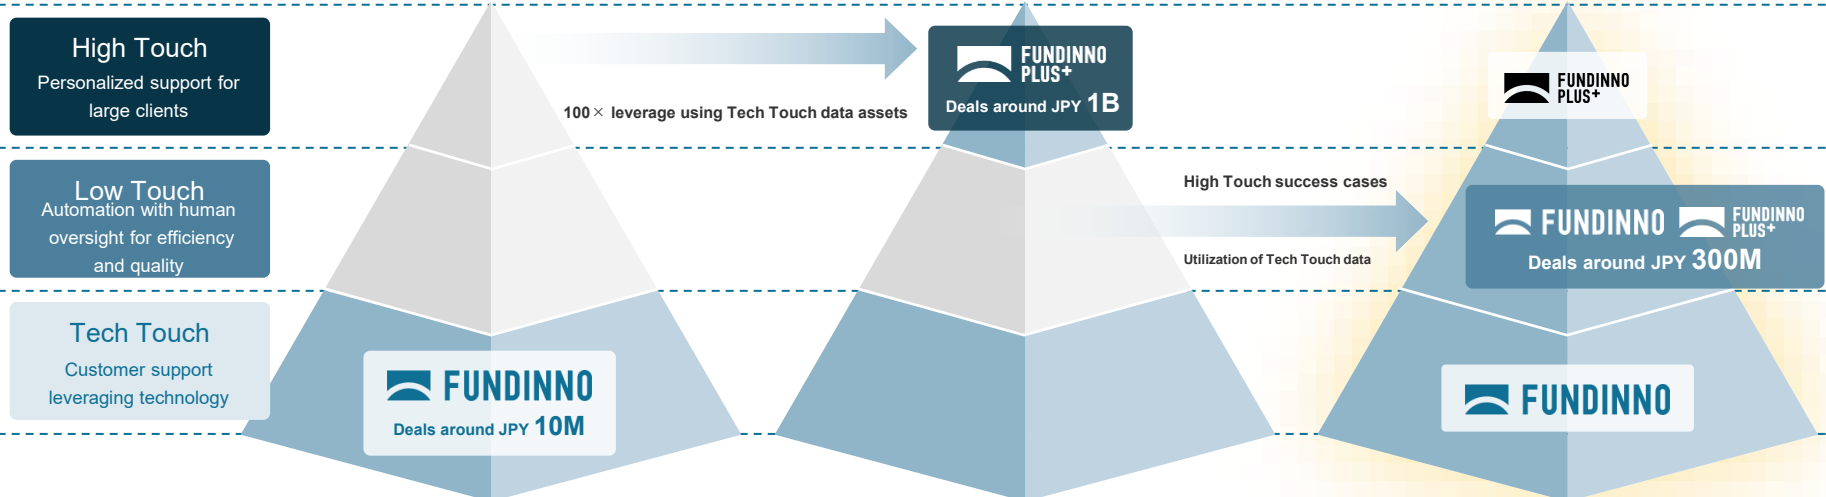 High Touch
Personalized support for
large clients
Low Touch
Automation with human
oversight for efficiency
and quality
Tech Touch
Customer support
leveraging technology
FUNDINNO
Deals around JPY 10M
100× leverage using Tech Touch data assets
FUNDINNO
PLUS+
Deals around JPY 1B
High Touch success cases
Utilization of Tech Touch data
FUNDINNO
PLUS+
FUNDINNO
FUNDINNO
PLUS+
Deals around JPY 300M
FUNDINNO